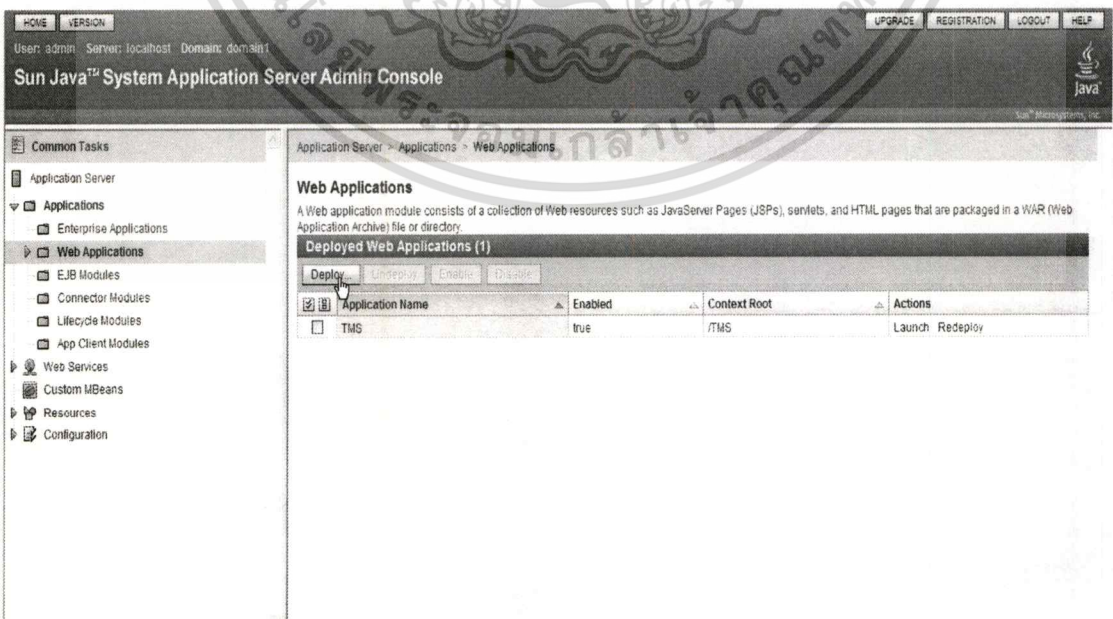 HOME VERSION UPGRADE REGISTRATION LOGOUT HELP
User: admin Server: localhost Domain: domain1
Sun Java™ System Application Server Admin Console
Java
Sun™ Microsystems, Inc.
Common Tasks
Application Server
Applications
Enterprise Applications
Web Applications
EJB Modules
Connector Modules
Lifecycle Modules
App Client Modules
Web Services
Custom MBeans
Resources
Configuration
Application Server > Applications > Web Applications
Web Applications
A Web application module consists of a collection of Web resources such as JavaServer Pages (JSPs), servlets, and HTML pages that are packaged in a WAR (Web
Application Archive) file or directory.
Deployed Web Applications (1)
Deploy... Undeploy Enable Disable
Application Name Enabled Context Root Actions
TMS true /TMS Launch Redeploy